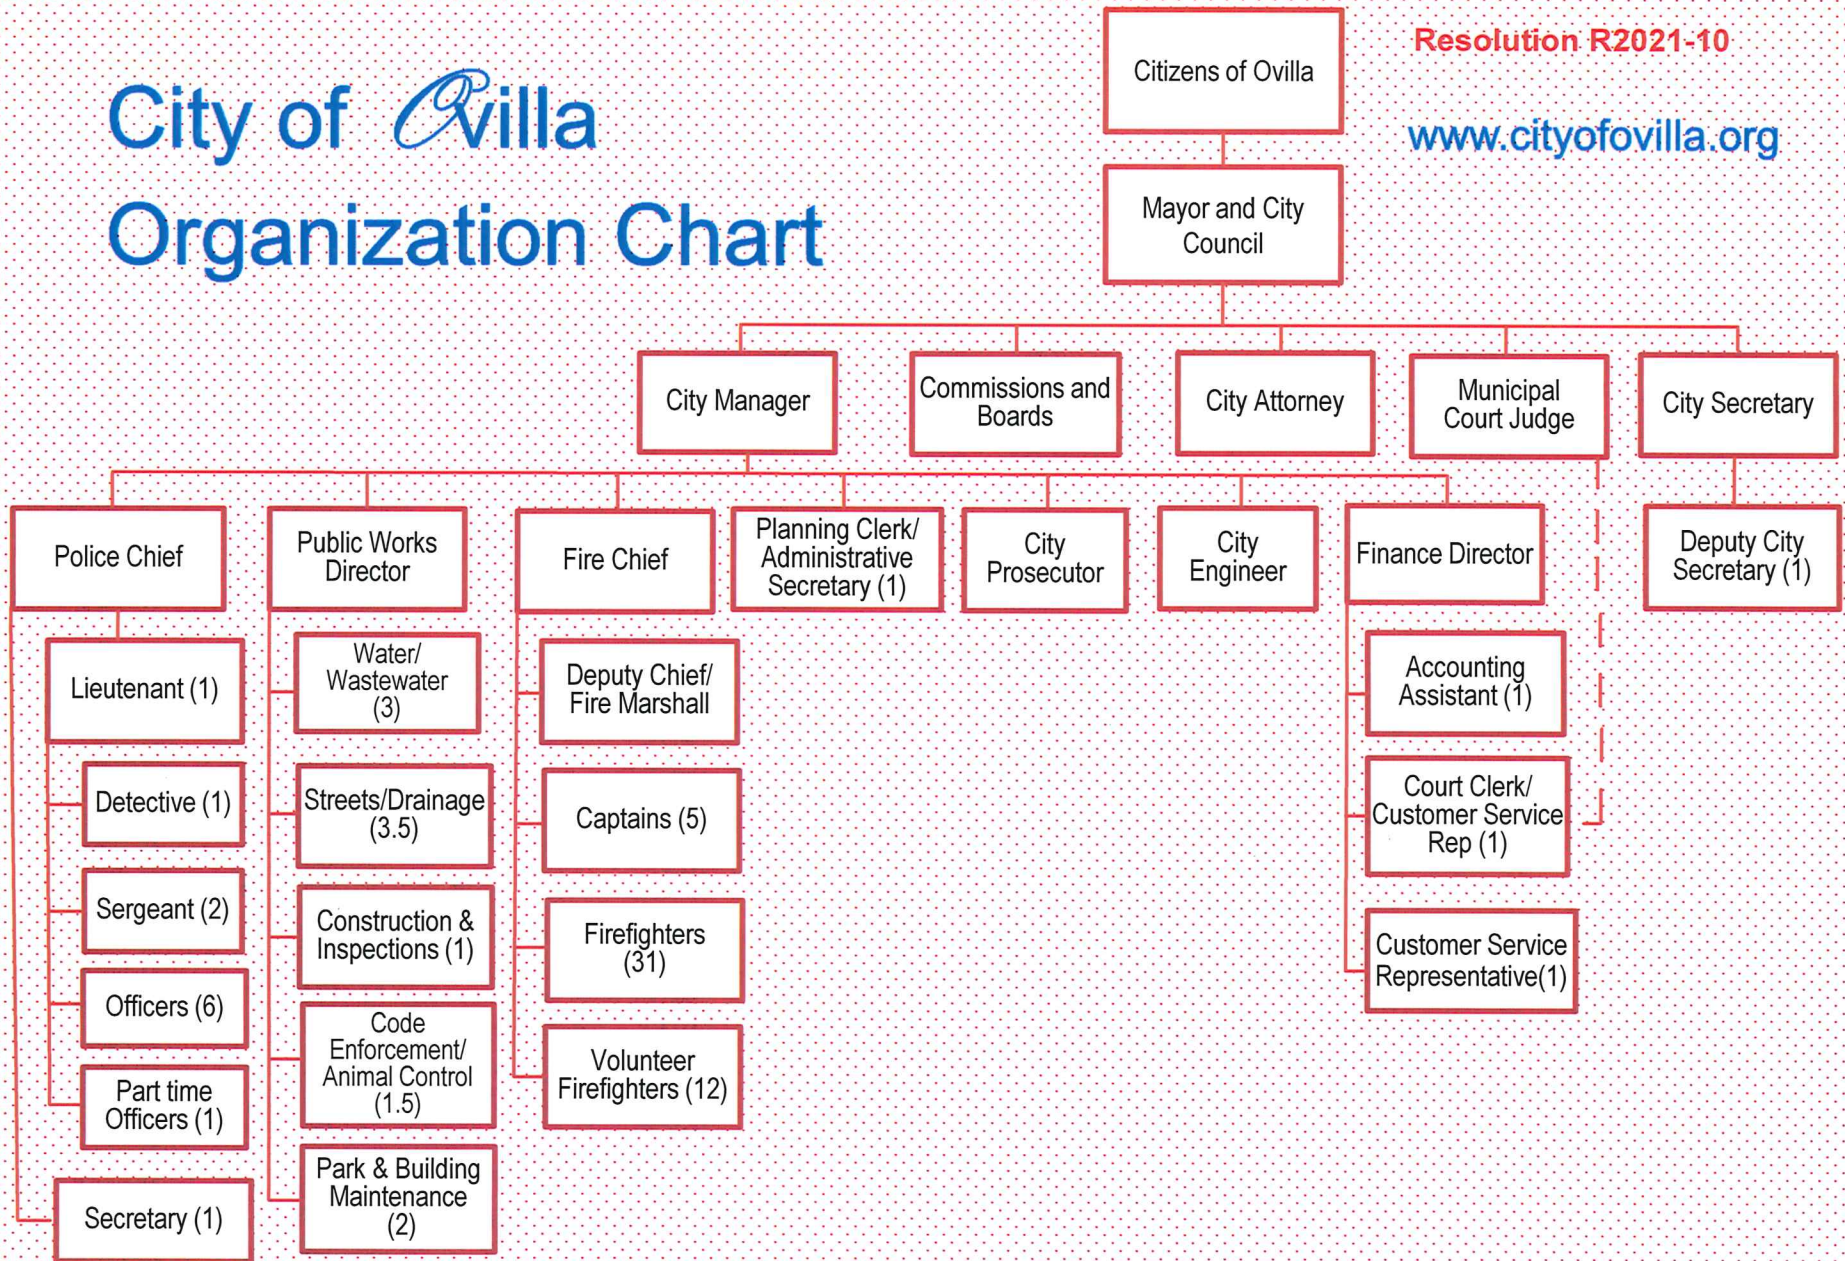 City of Ovilla
Organization Chart
Resolution R2021-10
www.cityofovilla.org
Citizens of Ovilla
Mayor and City
Council
City Manager
Commissions and
Boards
City Attorney
Municipal
Court Judge
City Secretary
Police Chief
Public Works
Director
Fire Chief
Planning Clerk/
Administrative
Secretary (1)
City
Prosecutor
City
Engineer
Finance Director
Deputy City
Secretary (1)
Lieutenant (1)
Detective (1)
Sergeant (2)
Officers (6)
Part time
Officers (1)
Secretary (1)
Water/
Wastewater
(3)
Streets/Drainage
(3.5)
Construction &
Inspections (1)
Code
Enforcement/
Animal Control
(1.5)
Park & Building
Maintenance
(2)
Deputy Chief/
Fire Marshall
Captains (5)
Firefighters
(31)
Volunteer
Firefighters (12)
Accounting
Assistant (1)
Court Clerk/
Customer Service
Rep (1)
Customer Service
Representative(1)